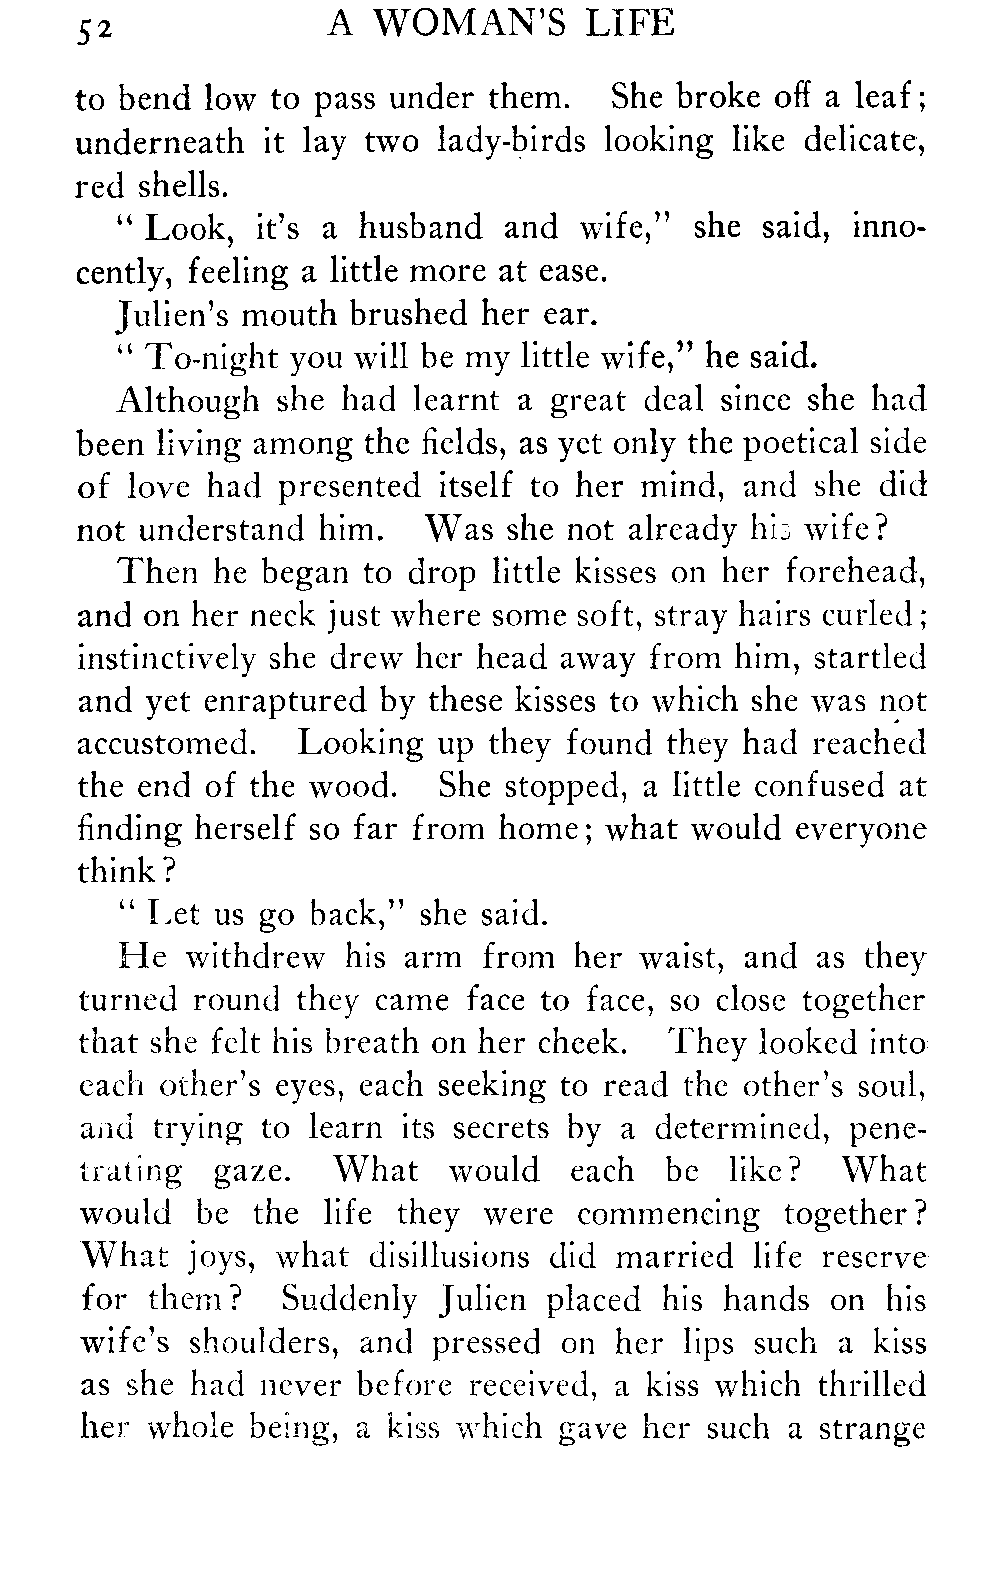 52 A WOMAN'S LIFE
to bend low to pass under them. She broke off a leaf;
underneath it lay two lady-birds looking like delicate,
red shells.
"Look, it's a husband and wife," she said, inno-
cently, feeling a little more at ease.
Julien's mouth brushed her ear.
"To-night you will be my little wife," he said.
Although she had learnt a great deal since she had
been living among the fields, as yet only the poetical side
of love had presented itself to her mind, and she did
not understand him. Was she not already his wife?
Then he began to drop little kisses on her forehead,
and on her neck just where some soft, stray hairs curled;
instinctively she drew her head away from him, startled
and yet enraptured by these kisses to which she was not
accustomed. Looking up they found they had reached
the end of the wood. She stopped, a little confused at
finding herself so far from home; what would everyone
think?
"Let us go back," she said.
He withdrew his arm from her waist, and as they
turned round they came face to face, so close together
that she felt his breath on her cheek. They looked into
each other's eyes, each seeking to read the other's soul,
and trying to learn its secrets by a determined, pene-
trating gaze. What would each be like? What
would be the life they were commencing together?
What joys, what disillusions did married life reserve
for them? Suddenly Julien placed his hands on his
wife's shoulders, and pressed on her lips such a kiss
as she had never before received, a kiss which thrilled
her whole being, a kiss which gave her such a strange